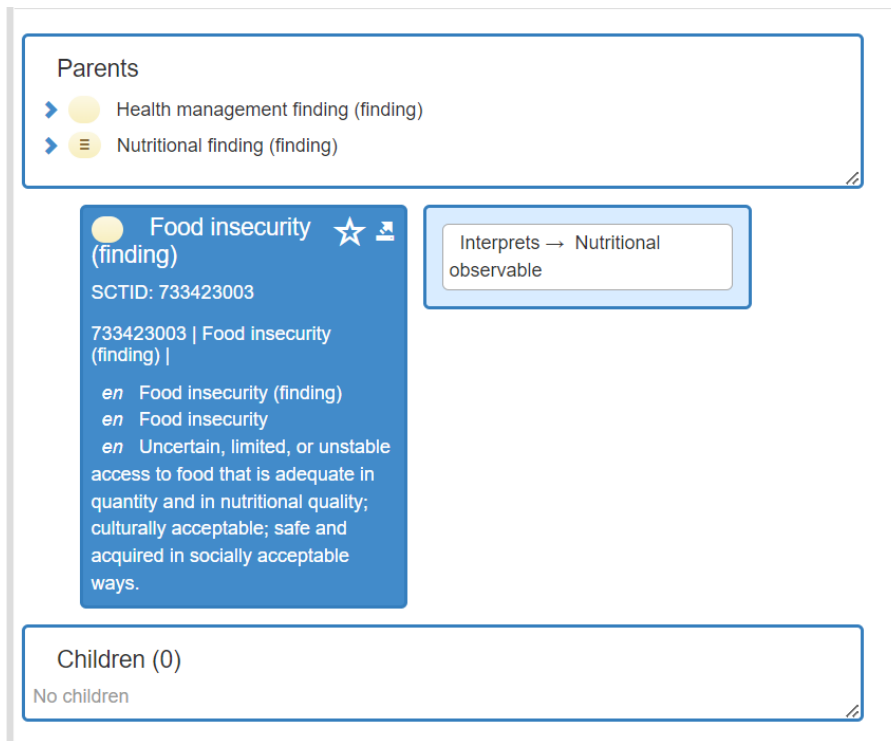 Parents
Health management finding (finding)
Nutritional finding (finding)
Food insecurity
(finding)
SCTID: 733423003
733423003 | Food insecurity
(finding) |
en Food insecurity (finding)
en Food insecurity
en Uncertain, limited, or unstable
access to food that is adequate in
quantity and in nutritional quality;
culturally acceptable; safe and
acquired in socially acceptable
ways.
Interprets → Nutritional
observable
Children (0)
No children